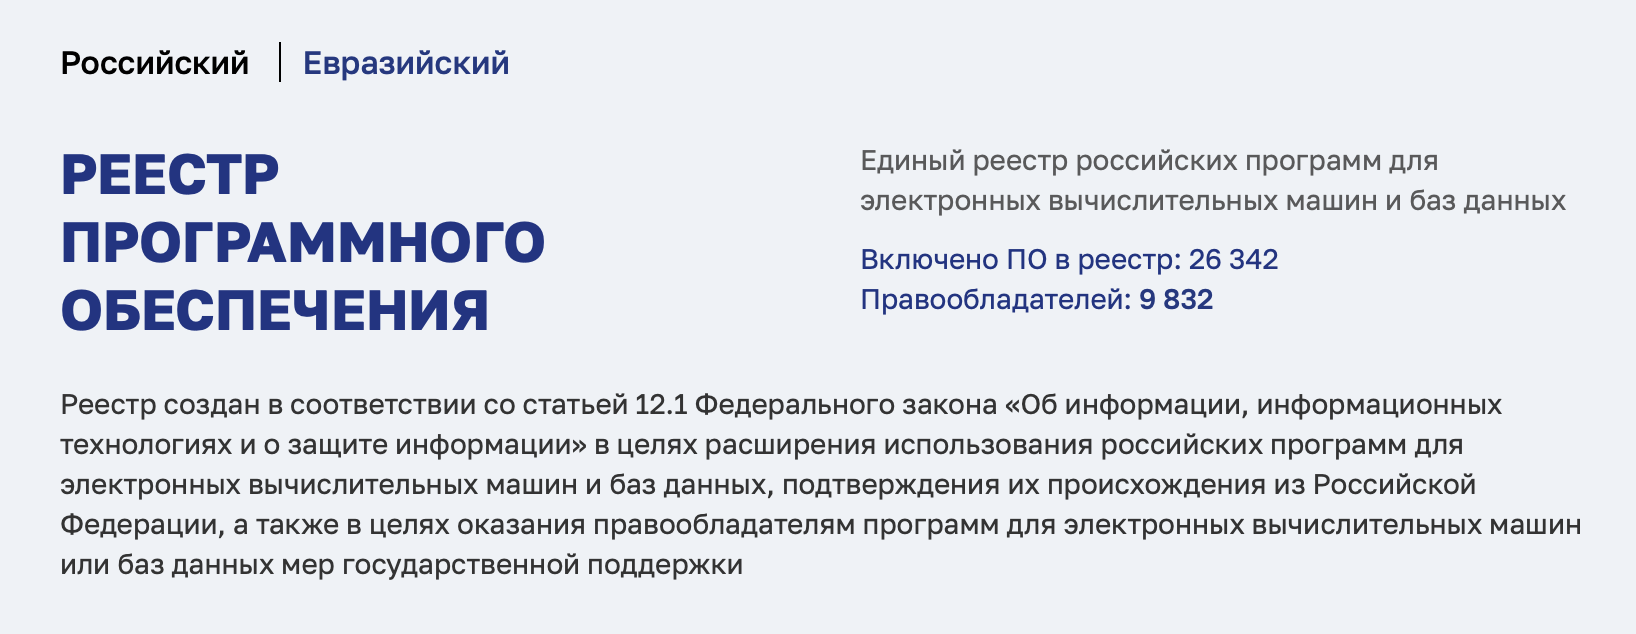 Российский
Евразийский
РЕЕСТР
ПРОГРАММНОГО
ОБЕСПЕЧЕНИЯ
Единый реестр российских программ для
электронных вычислительных машин и баз данных
Включено ПО в реестр: 26 342
Правообладателей: 9 832
Реестр создан в соответствии со статьей 12.1 Федерального закона «Об информации, информационных
технологиях и о защите информации» в целях расширения использования российских программ для
электронных вычислительных машин и баз данных, подтверждения их происхождения из Российской
Федерации, а также в целях оказания правообладателям программ для электронных вычислительных машин
или баз данных мер государственной поддержки